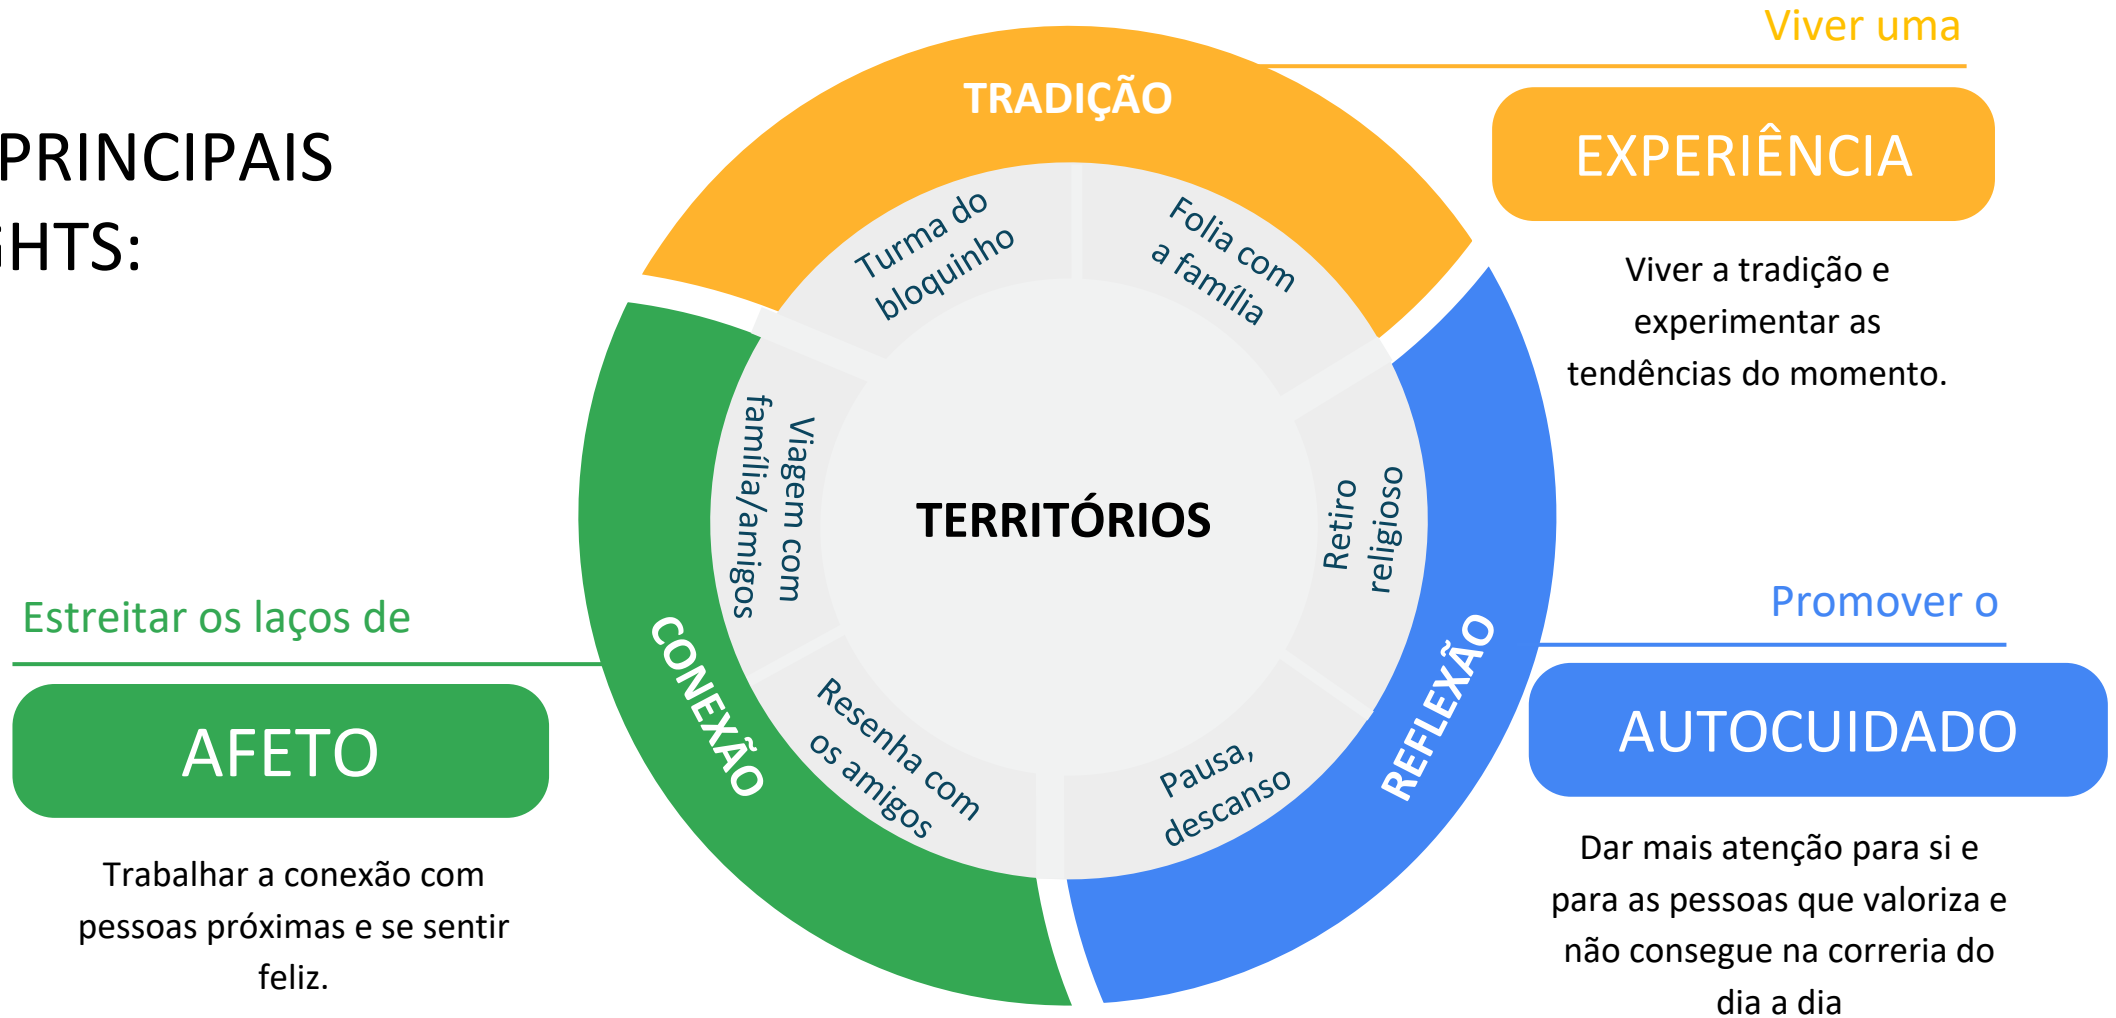 PRINCIPAIS
GHTS:
Viver uma
EXPERIÊNCIA
Viver a tradição e
experimentar as
tendências do momento.
TRADIÇÃO
Turma do
bloquinho
Folia com
a família
Viagem com
família/amigos
TERRITÓRIOS
Retiro
religioso
Resenha com
os amigos
Pausa,
descanso
CONEXÃO
REFLEXÃO
Estreitar os laços de
AFETO
Trabalhar a conexão com
pessoas próximas e se sentir
feliz.
Promover o
AUTOCUIDADO
Dar mais atenção para si e
para as pessoas que valoriza e
não consegue na correria do
dia a dia